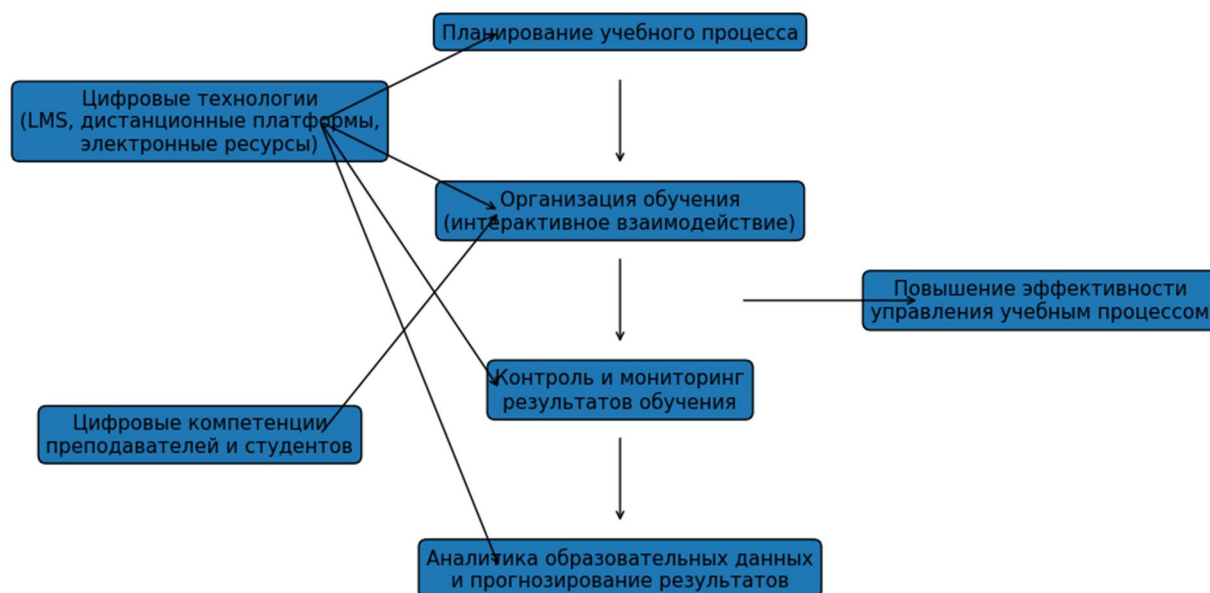 Планирование учебного процесса
Цифровые технологии
(LMS, дистанционные платформы,
электронные ресурсы)
Организация обучения
(интерактивное взаимодействие)
Повышение эффективности
управления учебным процессом
Контроль и мониторинг
результатов обучения
Цифровые компетенции
преподавателей и студентов
Аналитика образовательных данных
и прогнозирование результатов